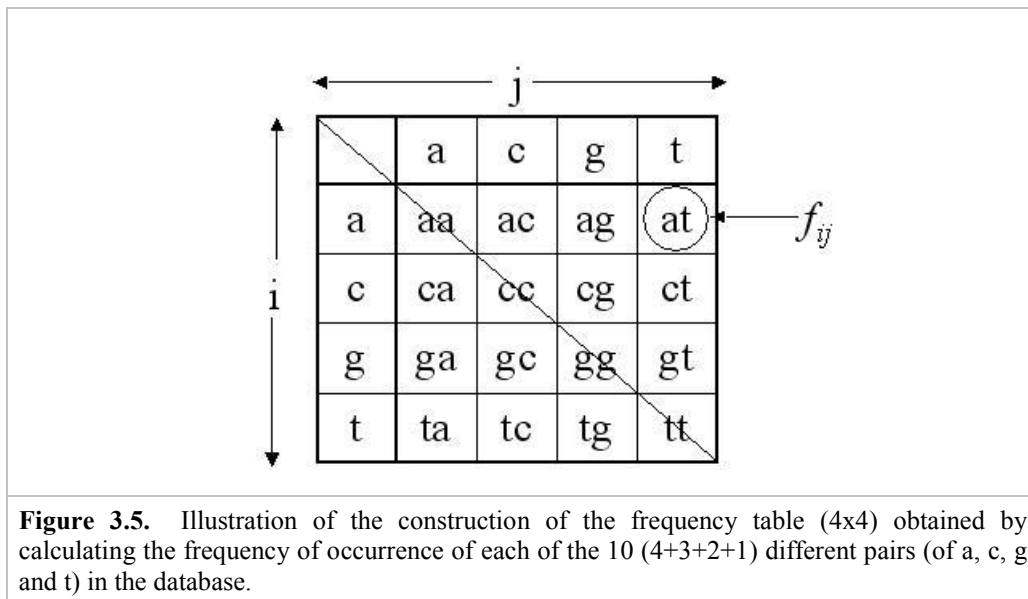 j
a c g t
a aa ac ag at
f_{ij}
i
c ca cc cg ct
g ga gc gg gt
t ta tc tg tt
Figure 3.5. Illustration of the construction of the frequency table (4x4) obtained by
calculating the frequency of occurrence of each of the 10 (4+3+2+1) different pairs (of a, c, g
and t) in the database.